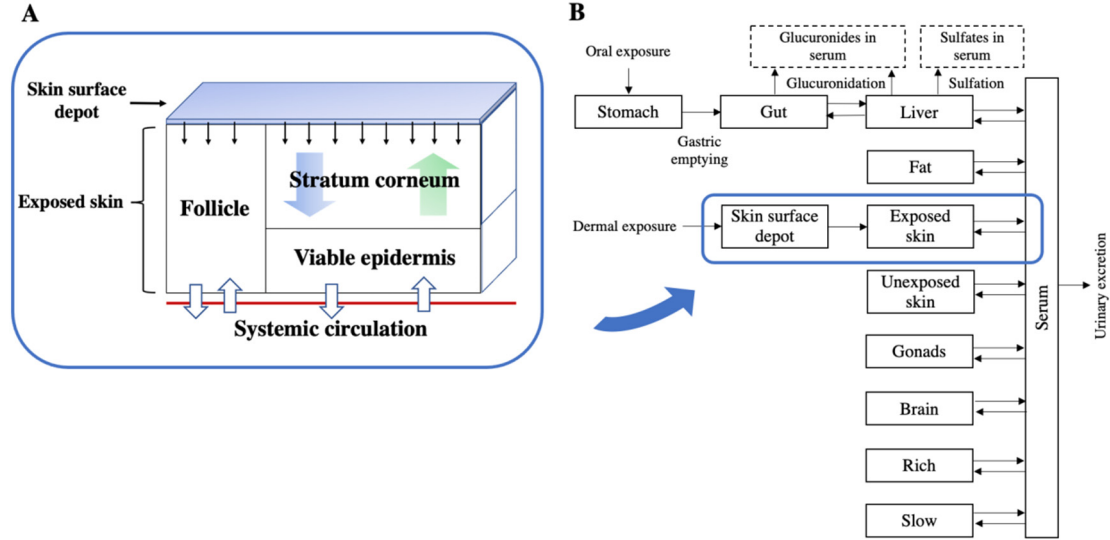 A
Skin surface
depot
Exposed skin
Follicle
Stratum corneum
Viable epidermis
Systemic circulation
B
Oral exposure
Glucuronides in
serum
Sulfates in
serum
Glucuronidation
Sulfation
Stomach
Gut
Liver
Gastric
emptying
Fat
Dermal exposure
Skin surface
depot
Exposed
skin
Unexposed
skin
Gonads
Brain
Rich
Slow
Serum
Urinary excretion